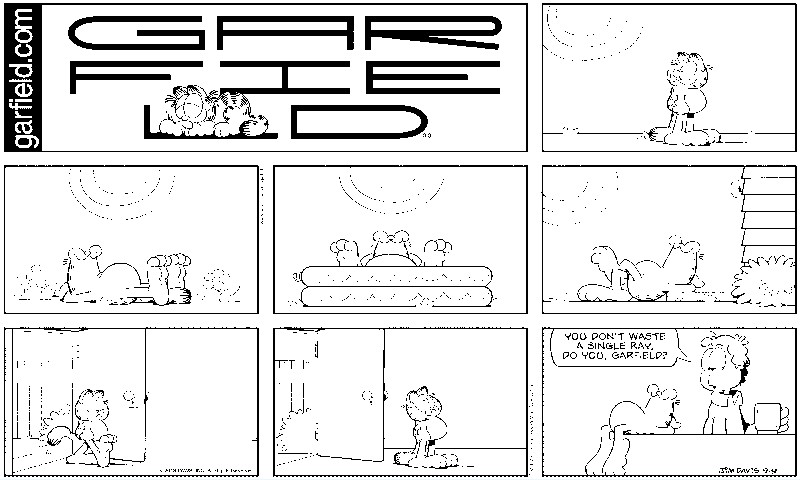 garfield.com
GAR
FIE
LD
YOU DON'T WASTE
A SINGLE RAY,
DO YOU, GARFIELD?
JIM DAVIS